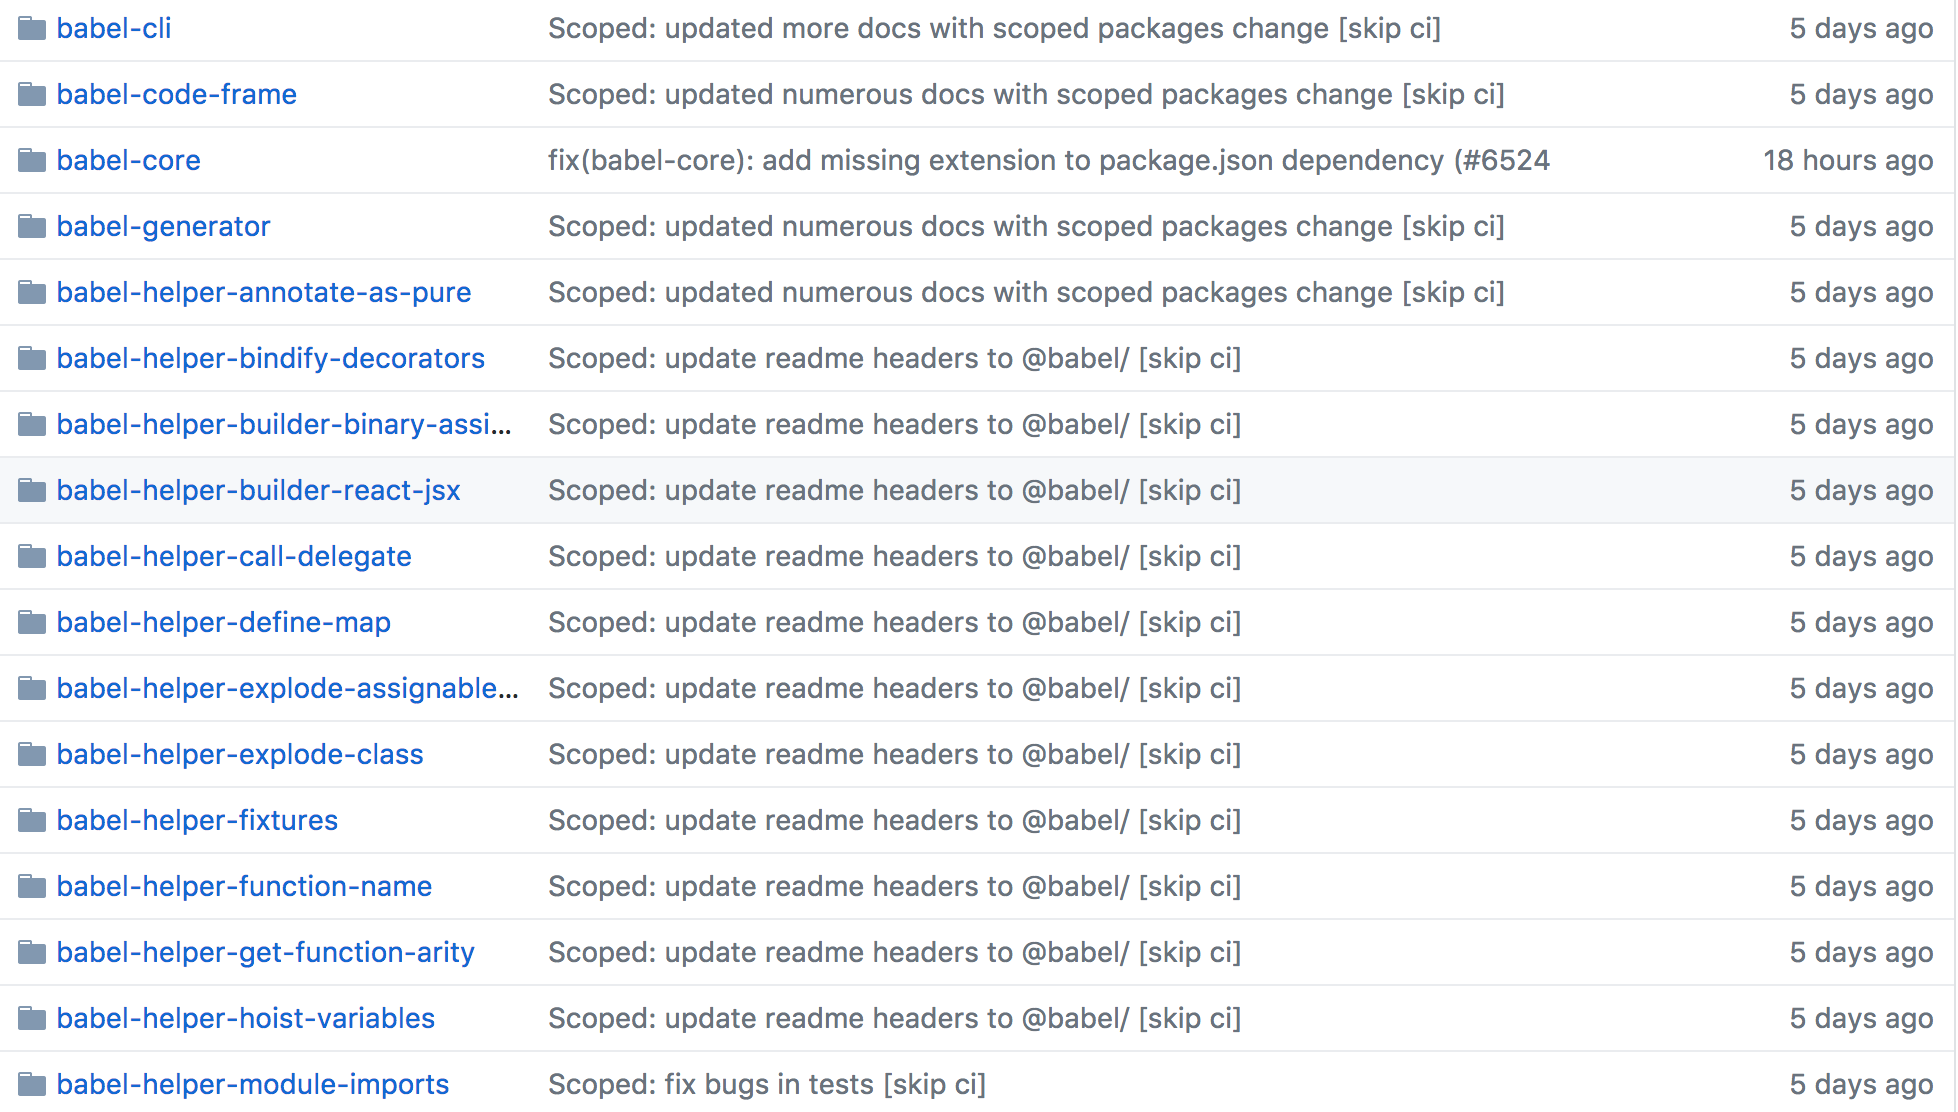 babel-cli Scoped: updated more docs with scoped packages change [skip ci] 5 days ago
babel-code-frame Scoped: updated numerous docs with scoped packages change [skip ci] 5 days ago
babel-core fix(babel-core): add missing extension to package.json dependency (#6524 18 hours ago
babel-generator Scoped: updated numerous docs with scoped packages change [skip ci] 5 days ago
babel-helper-annotate-as-pure Scoped: updated numerous docs with scoped packages change [skip ci] 5 days ago
babel-helper-bindify-decorators Scoped: update readme headers to @babel/ [skip ci] 5 days ago
babel-helper-builder-binary-assi... Scoped: update readme headers to @babel/ [skip ci] 5 days ago
babel-helper-builder-react-jsx Scoped: update readme headers to @babel/ [skip ci] 5 days ago
babel-helper-call-delegate Scoped: update readme headers to @babel/ [skip ci] 5 days ago
babel-helper-define-map Scoped: update readme headers to @babel/ [skip ci] 5 days ago
babel-helper-explode-assignable... Scoped: update readme headers to @babel/ [skip ci] 5 days ago
babel-helper-explode-class Scoped: update readme headers to @babel/ [skip ci] 5 days ago
babel-helper-fixtures Scoped: update readme headers to @babel/ [skip ci] 5 days ago
babel-helper-function-name Scoped: update readme headers to @babel/ [skip ci] 5 days ago
babel-helper-get-function-arity Scoped: update readme headers to @babel/ [skip ci] 5 days ago
babel-helper-hoist-variables Scoped: update readme headers to @babel/ [skip ci] 5 days ago
babel-helper-module-imports Scoped: fix bugs in tests [skip ci] 5 days ago